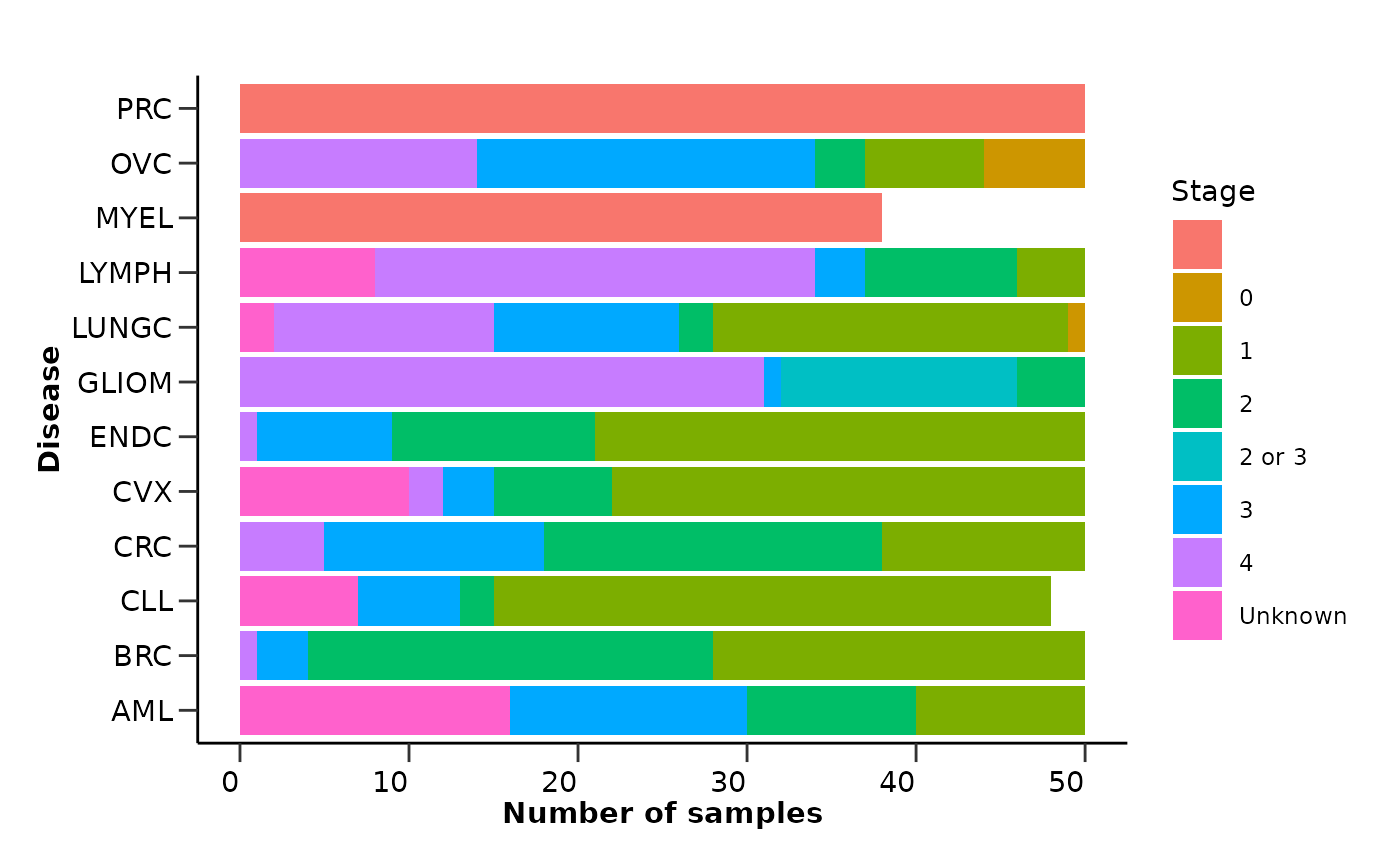 PRC
OVC
MYEL
LYMPH
LUNGC
GLIOM
ENDC
CVX
CRC
CLL
BRC
AML
Disease
0 10 20 30 40 50
Number of samples
Stage
0
1
2
2 or 3
3
4
Unknown